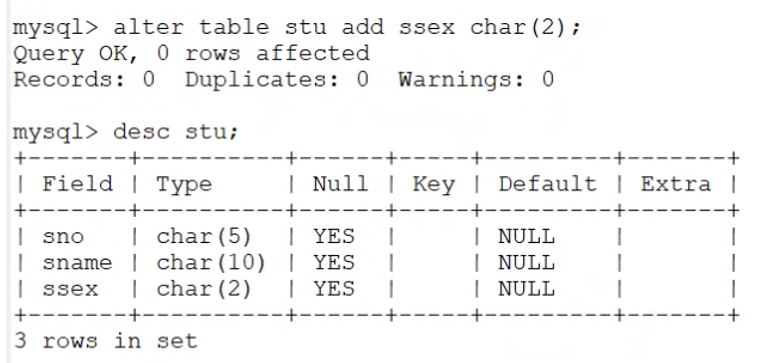 mysql> alter table stu add ssex char(2);
Query OK, 0 rows affected
Records: 0  Duplicates: 0  Warnings: 0
mysql> desc stu;
+-------+----------+------+-----+---------+-------+
| Field | Type     | Null | Key | Default | Extra |
+-------+----------+------+-----+---------+-------+
| sno   | char(5)  | YES  |     | NULL    |       |
| sname | char(10) | YES  |     | NULL    |       |
| ssex  | char(2)  | YES  |     | NULL    |       |
+-------+----------+------+-----+---------+-------+
3 rows in set